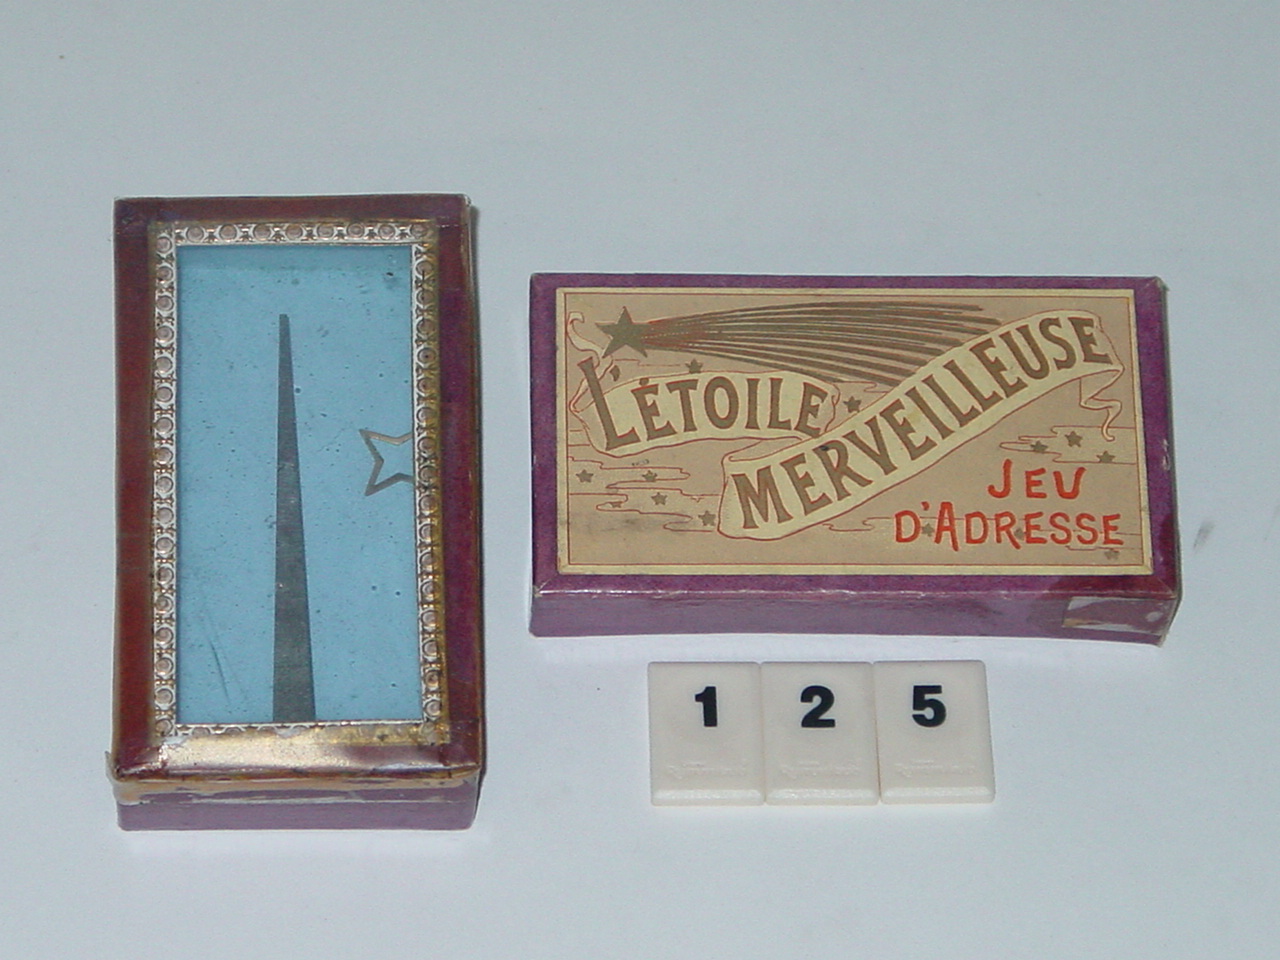 L'ÉTOILE
MERVEILLEUSE
JEU
D'ADRESSE
1 2 5